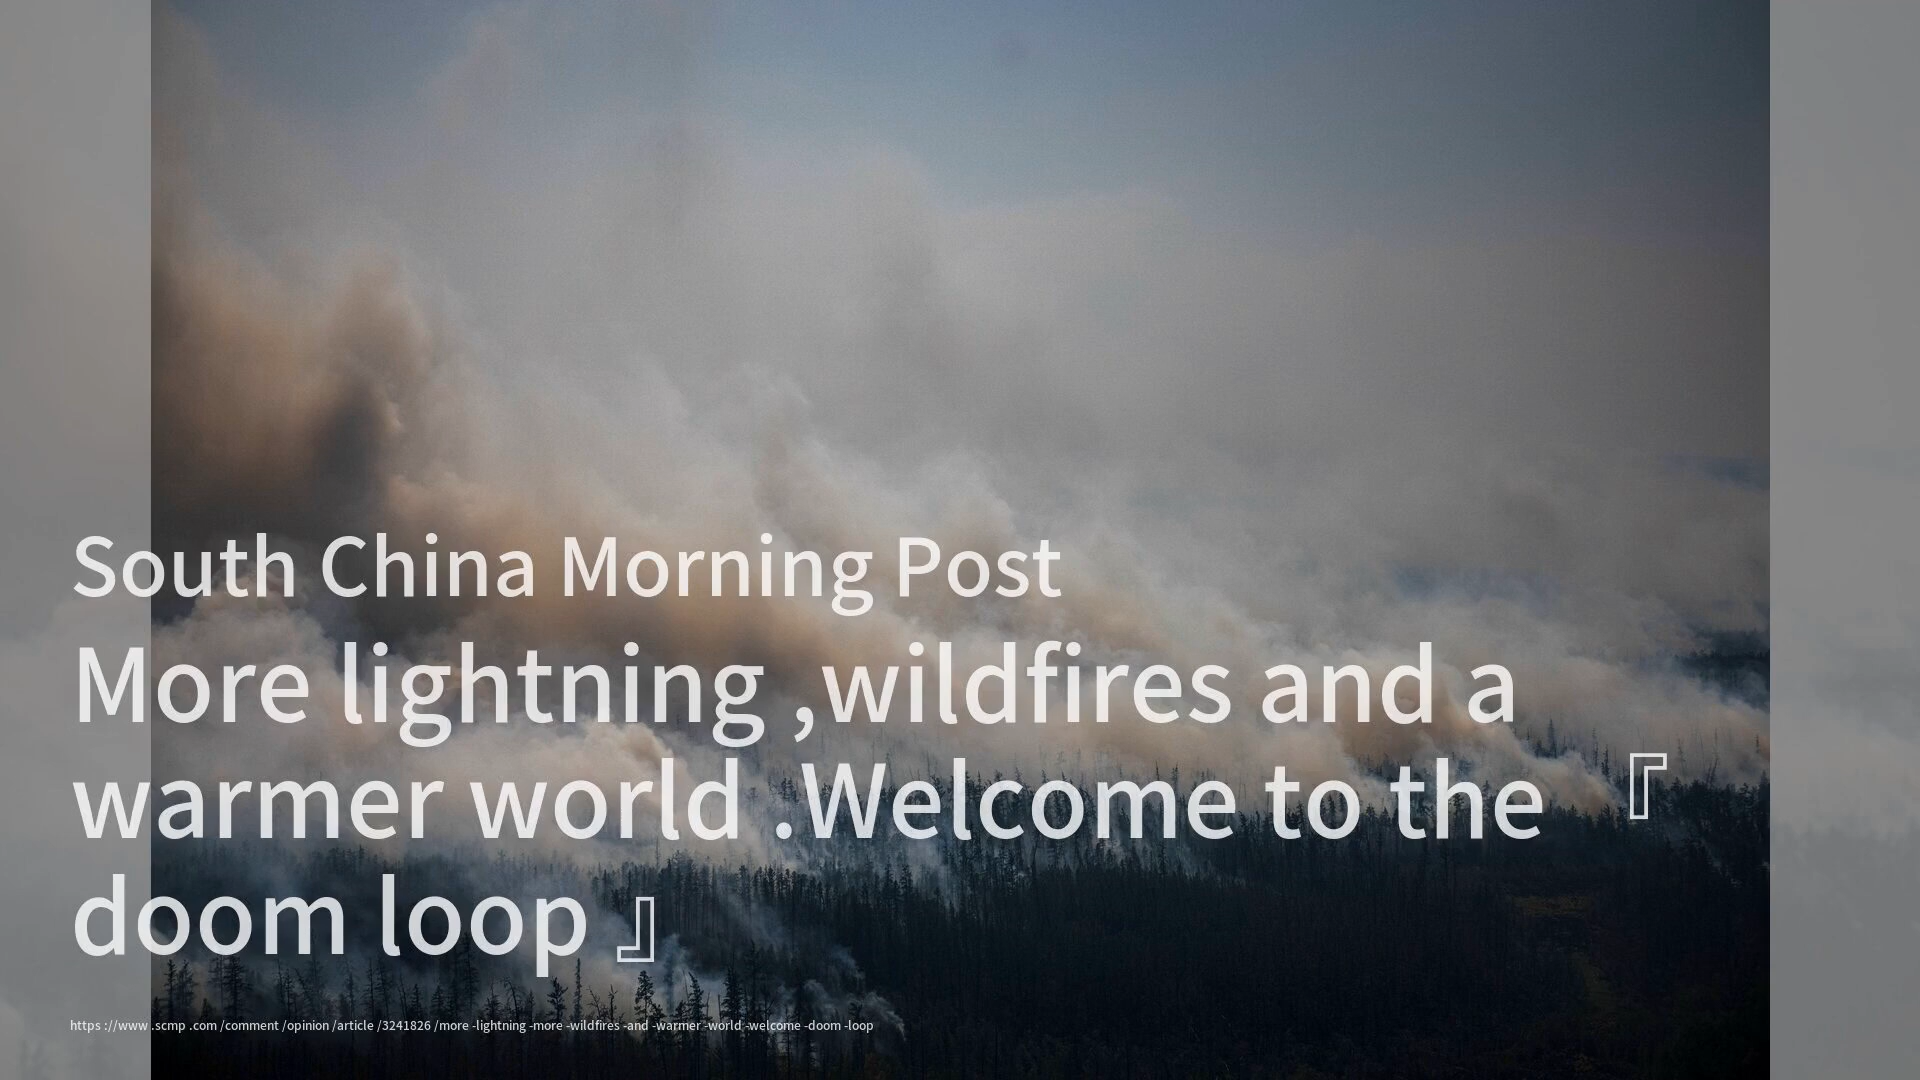 South China Morning Post
More lightning ,wildfires and a
warmer world .Welcome to the 『
doom loop 』
https ://www .scmp .com /comment /opinion /article /3241826 /more -lightning -more -wildfires -and -warmer -world -welcome -doom -loop